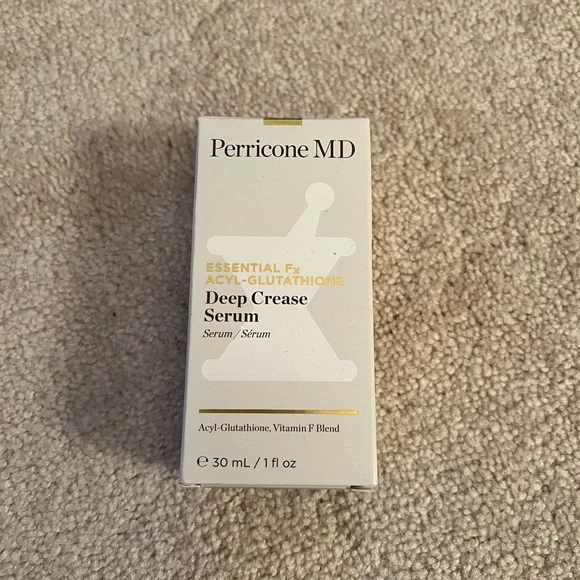 Perricone MD
ESSENTIAL Fx
ACYL-GLUTATHIONE
Deep Crease
Serum
Serum / Sérum
Acyl-Glutathione, Vitamin F Blend
℮ 30 mL / 1 fl oz